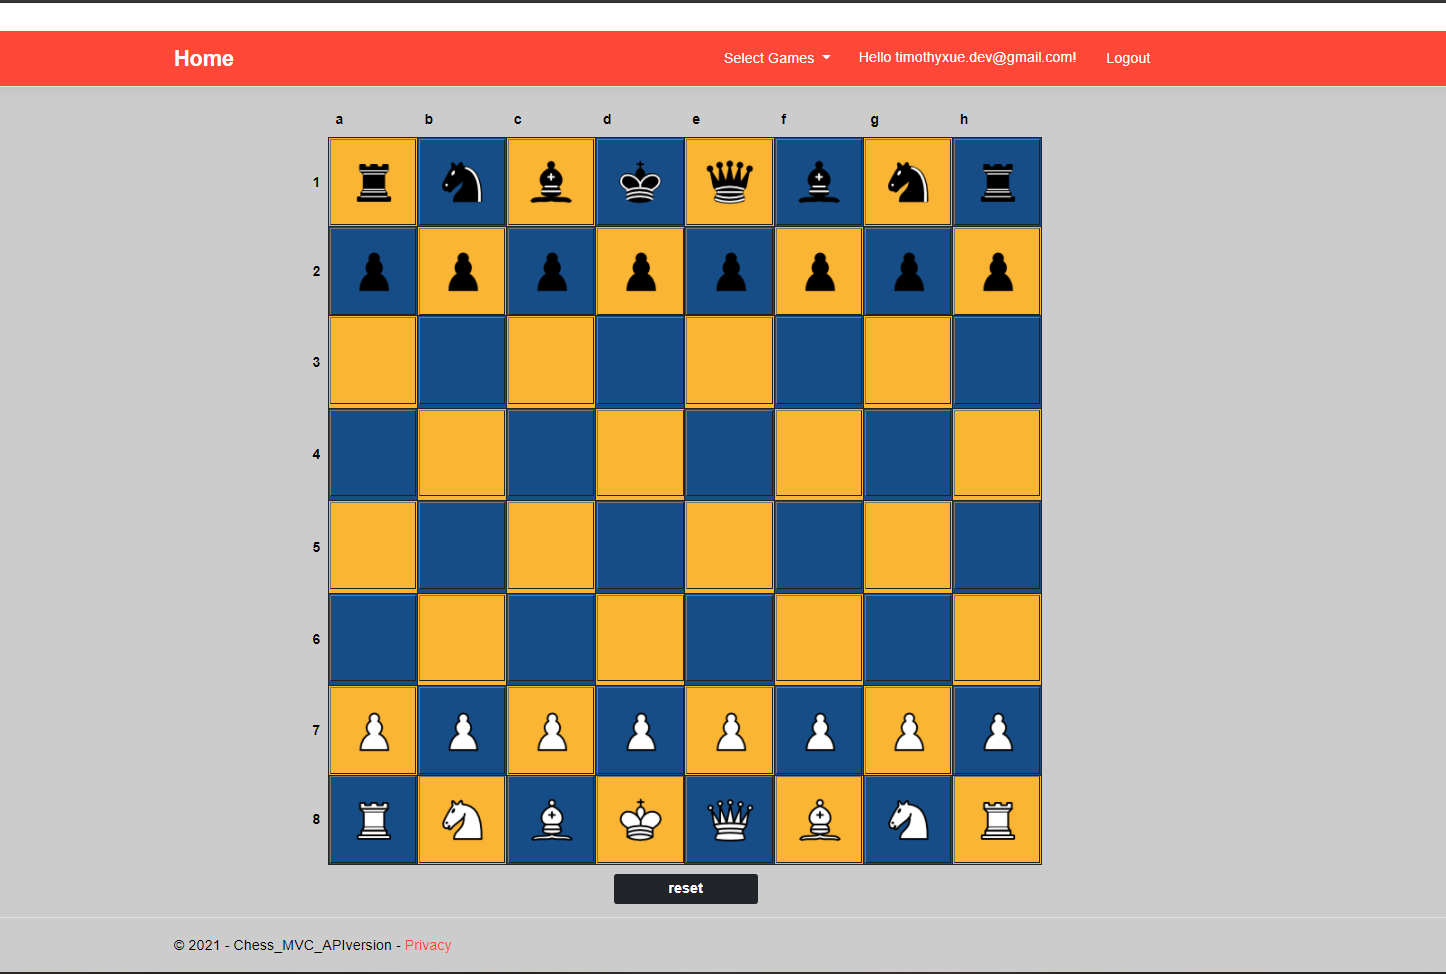 Home Select Games Hello timothyxue.dev@gmail.com! Logout
a b c d e f g h
1
2
3
4
5
6
7
8
reset
© 2021 - Chess_MVC_APIversion - Privacy